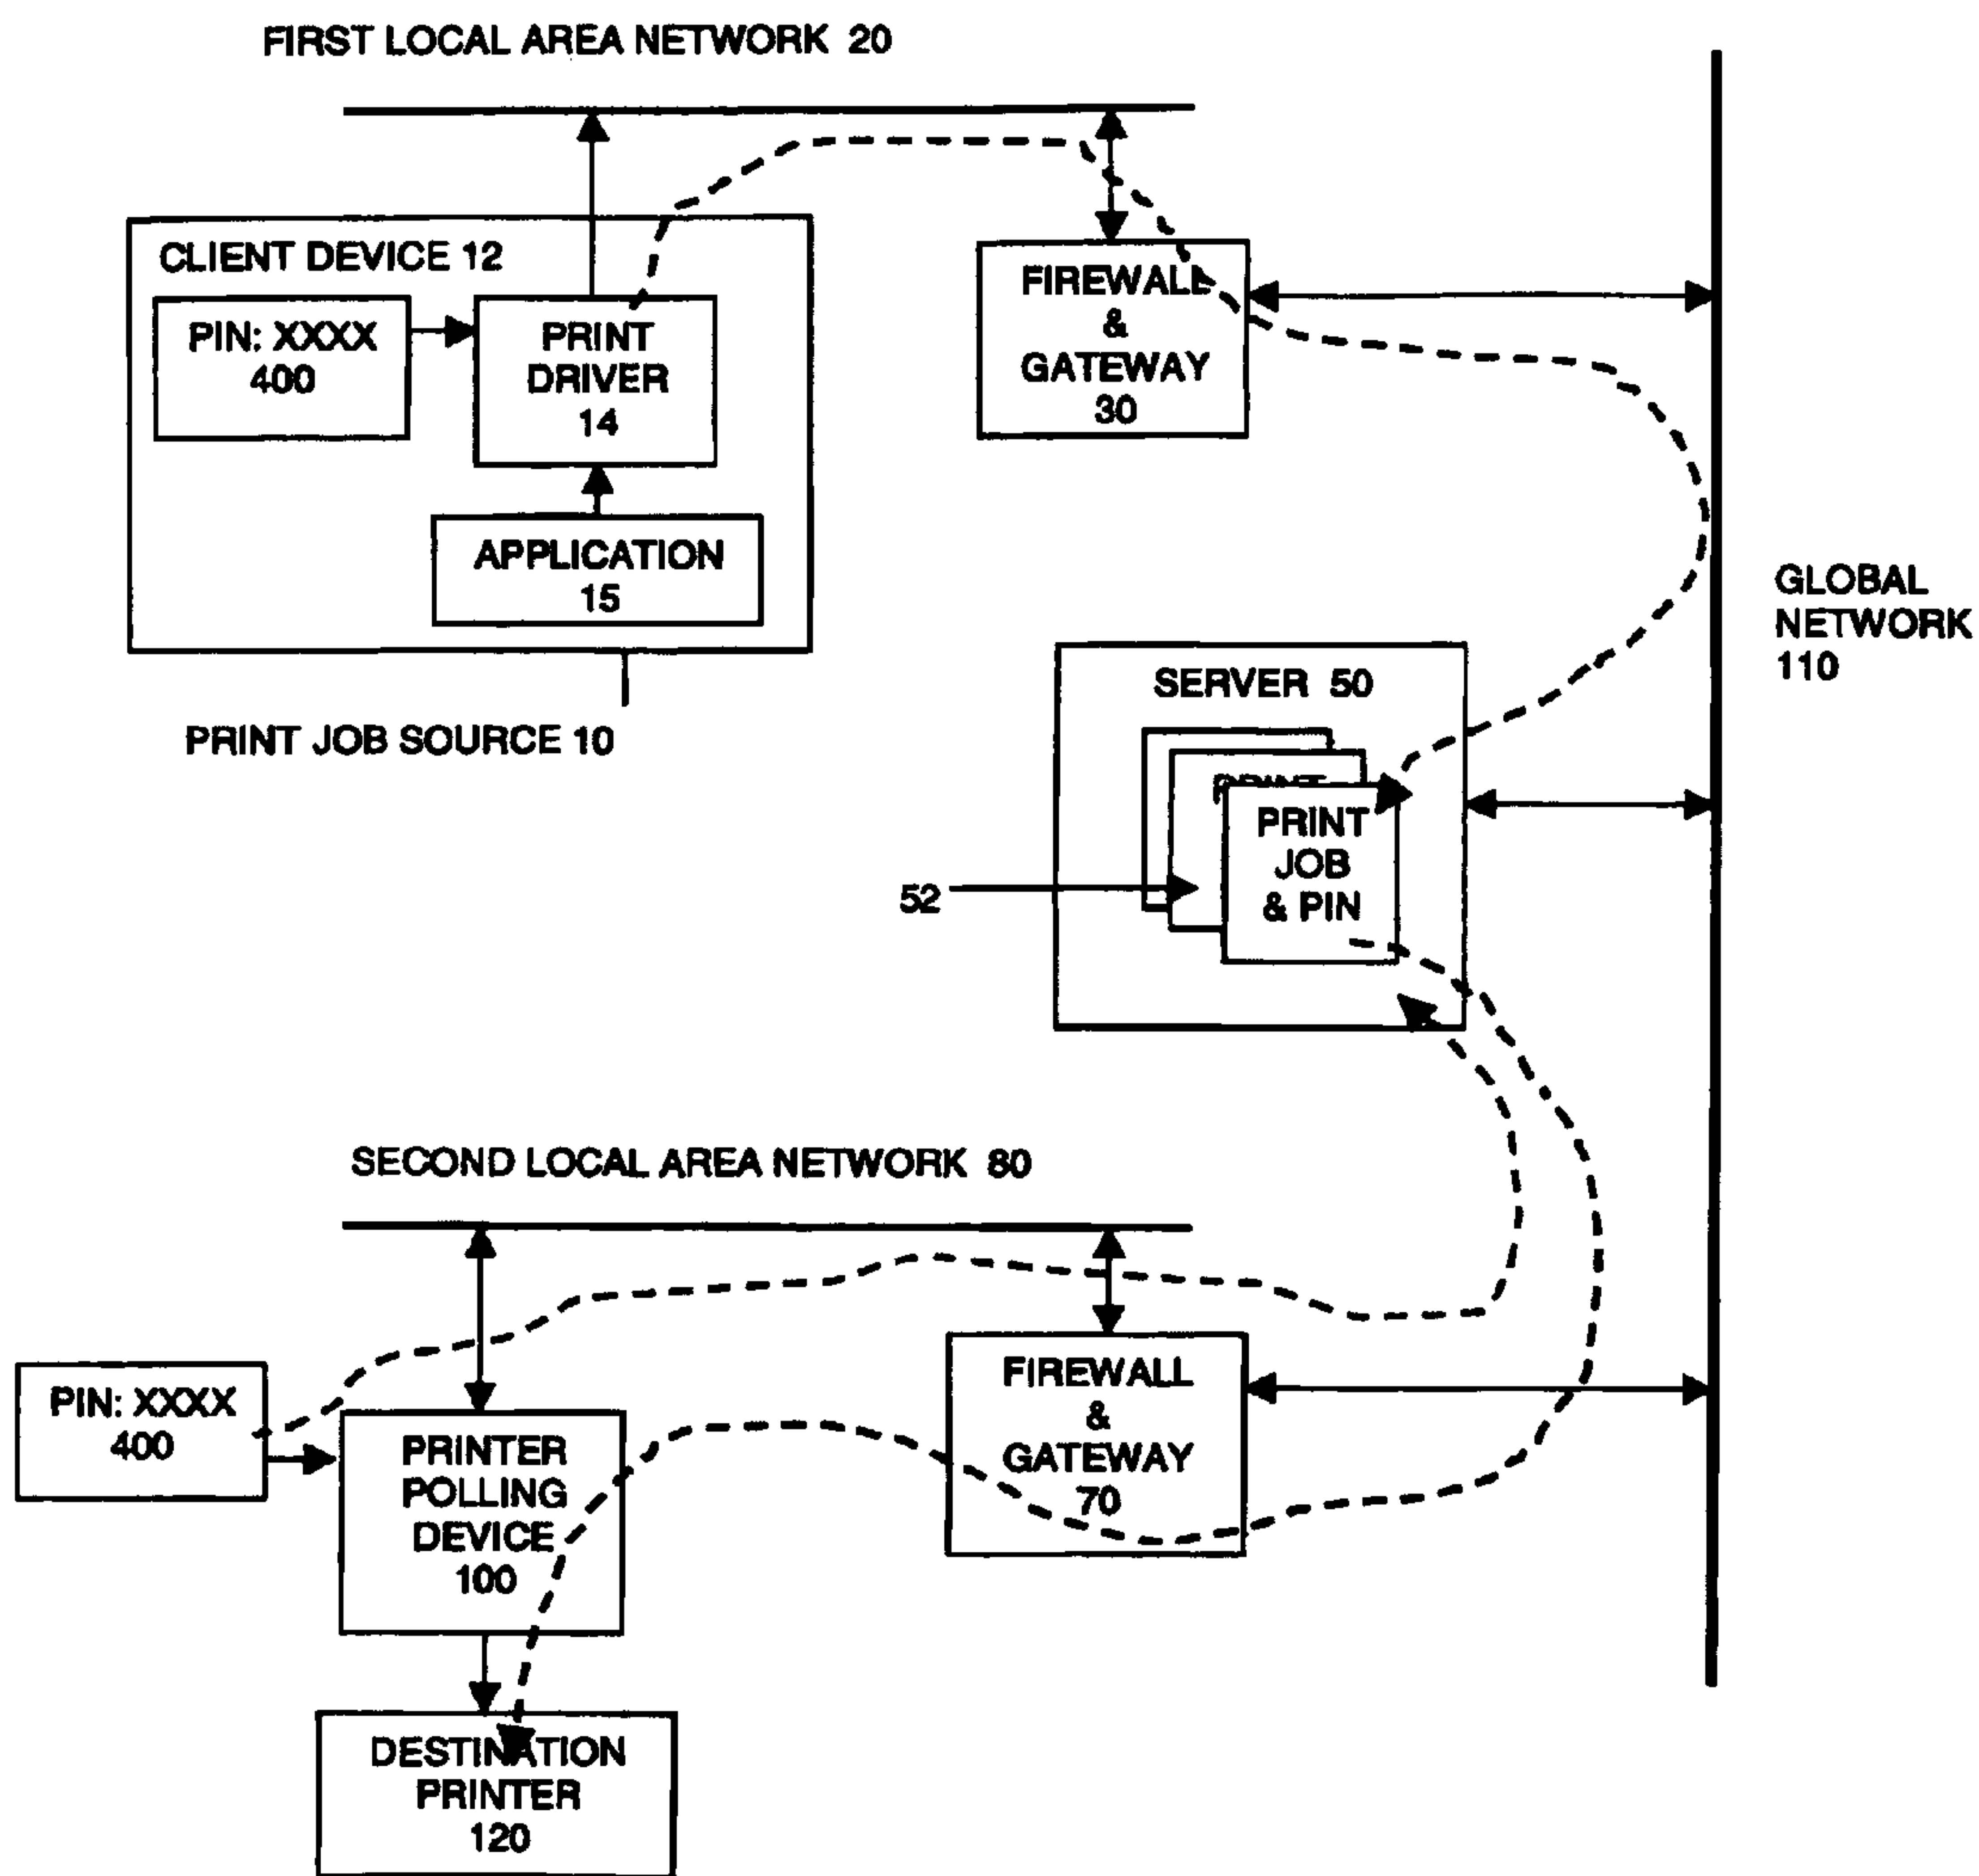 FIRST LOCAL AREA NETWORK 20
CLIENT DEVICE 12
PIN: XXXX
400
PRINT
DRIVER
14
APPLICATION
15
PRINT JOB SOURCE 10
FIREWALL
&
GATEWAY
30
GLOBAL
NETWORK
110
SERVER 50
PRINT
PRINT
JOB
& PIN
52
SECOND LOCAL AREA NETWORK 80
PIN: XXXX
400
PRINTER
POLLING
DEVICE
100
FIREWALL
&
GATEWAY
70
DESTINATION
PRINTER
120